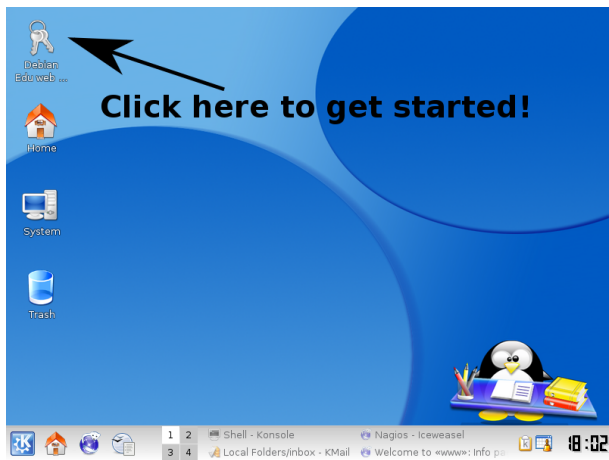 Debian
Edu web ...
Click here to get started!
Home
System
Trash
1 2 Shell - Konsole Nagios - Iceweasel
3 4 Local Folders/inbox - KMail Welcome to «www»: Info pa
18:02